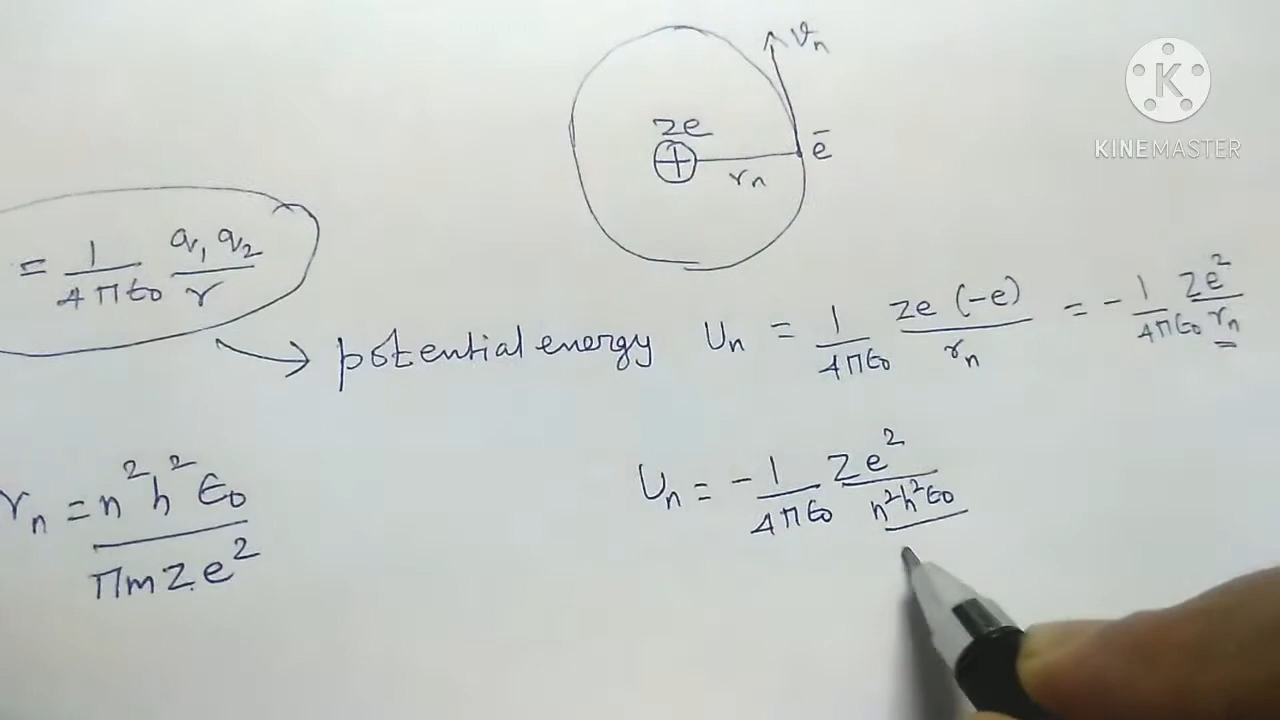 vₙ
Ze
e̅
rₙ
K
KINEMASTER
= 1/4πε₀ q₁q₂/r
potential energy Uₙ = 1/4πε₀ Ze(-e)/rₙ = - 1/4πε₀ Ze²/rₙ
rₙ = n²h²ε₀/πmZe²
Uₙ = - 1/4πε₀ Ze²/n²h²ε₀